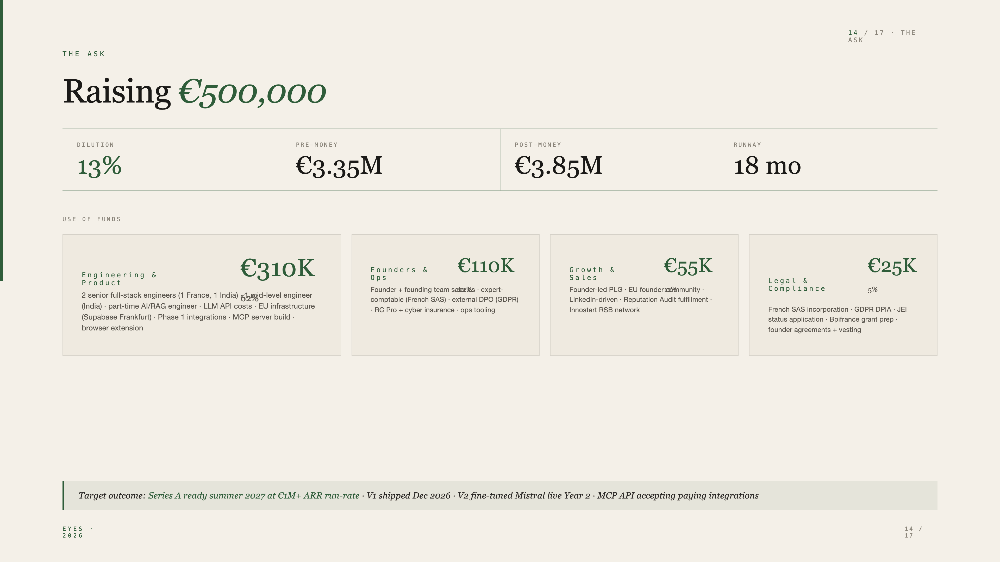 14 / 17 · THE
ASK
THE ASK
Raising €500,000
DILUTION
13%
PRE–MONEY
€3.35M
POST–MONEY
€3.85M
RUNWAY
18 mo
USE OF FUNDS
Engineering &
Product
€310K
62%
2 senior full-stack engineers (1 France, 1 India) · 1 mid-level engineer
(India) · part-time AI/RAG engineer · LLM API costs · EU infrastructure
(Supabase Frankfurt) · Phase 1 integrations · MCP server build ·
browser extension
Founders &
Ops
€110K
22%
Founder + founding team salaries · expert-
comptable (French SAS) · external DPO (GDPR)
· RC Pro + cyber insurance · ops tooling
Growth &
Sales
€55K
11%
Founder-led PLG · EU founder community ·
LinkedIn-driven · Reputation Audit fulfillment ·
Innostart RSB network
Legal &
Compliance
€25K
5%
French SAS incorporation · GDPR DPIA · JEI
status application · Bpifrance grant prep ·
founder agreements + vesting
Target outcome: Series A ready summer 2027 at €1M+ ARR run-rate · V1 shipped Dec 2026 · V2 fine-tuned Mistral live Year 2 · MCP API accepting paying integrations
EYES ·
2026
14 /
17